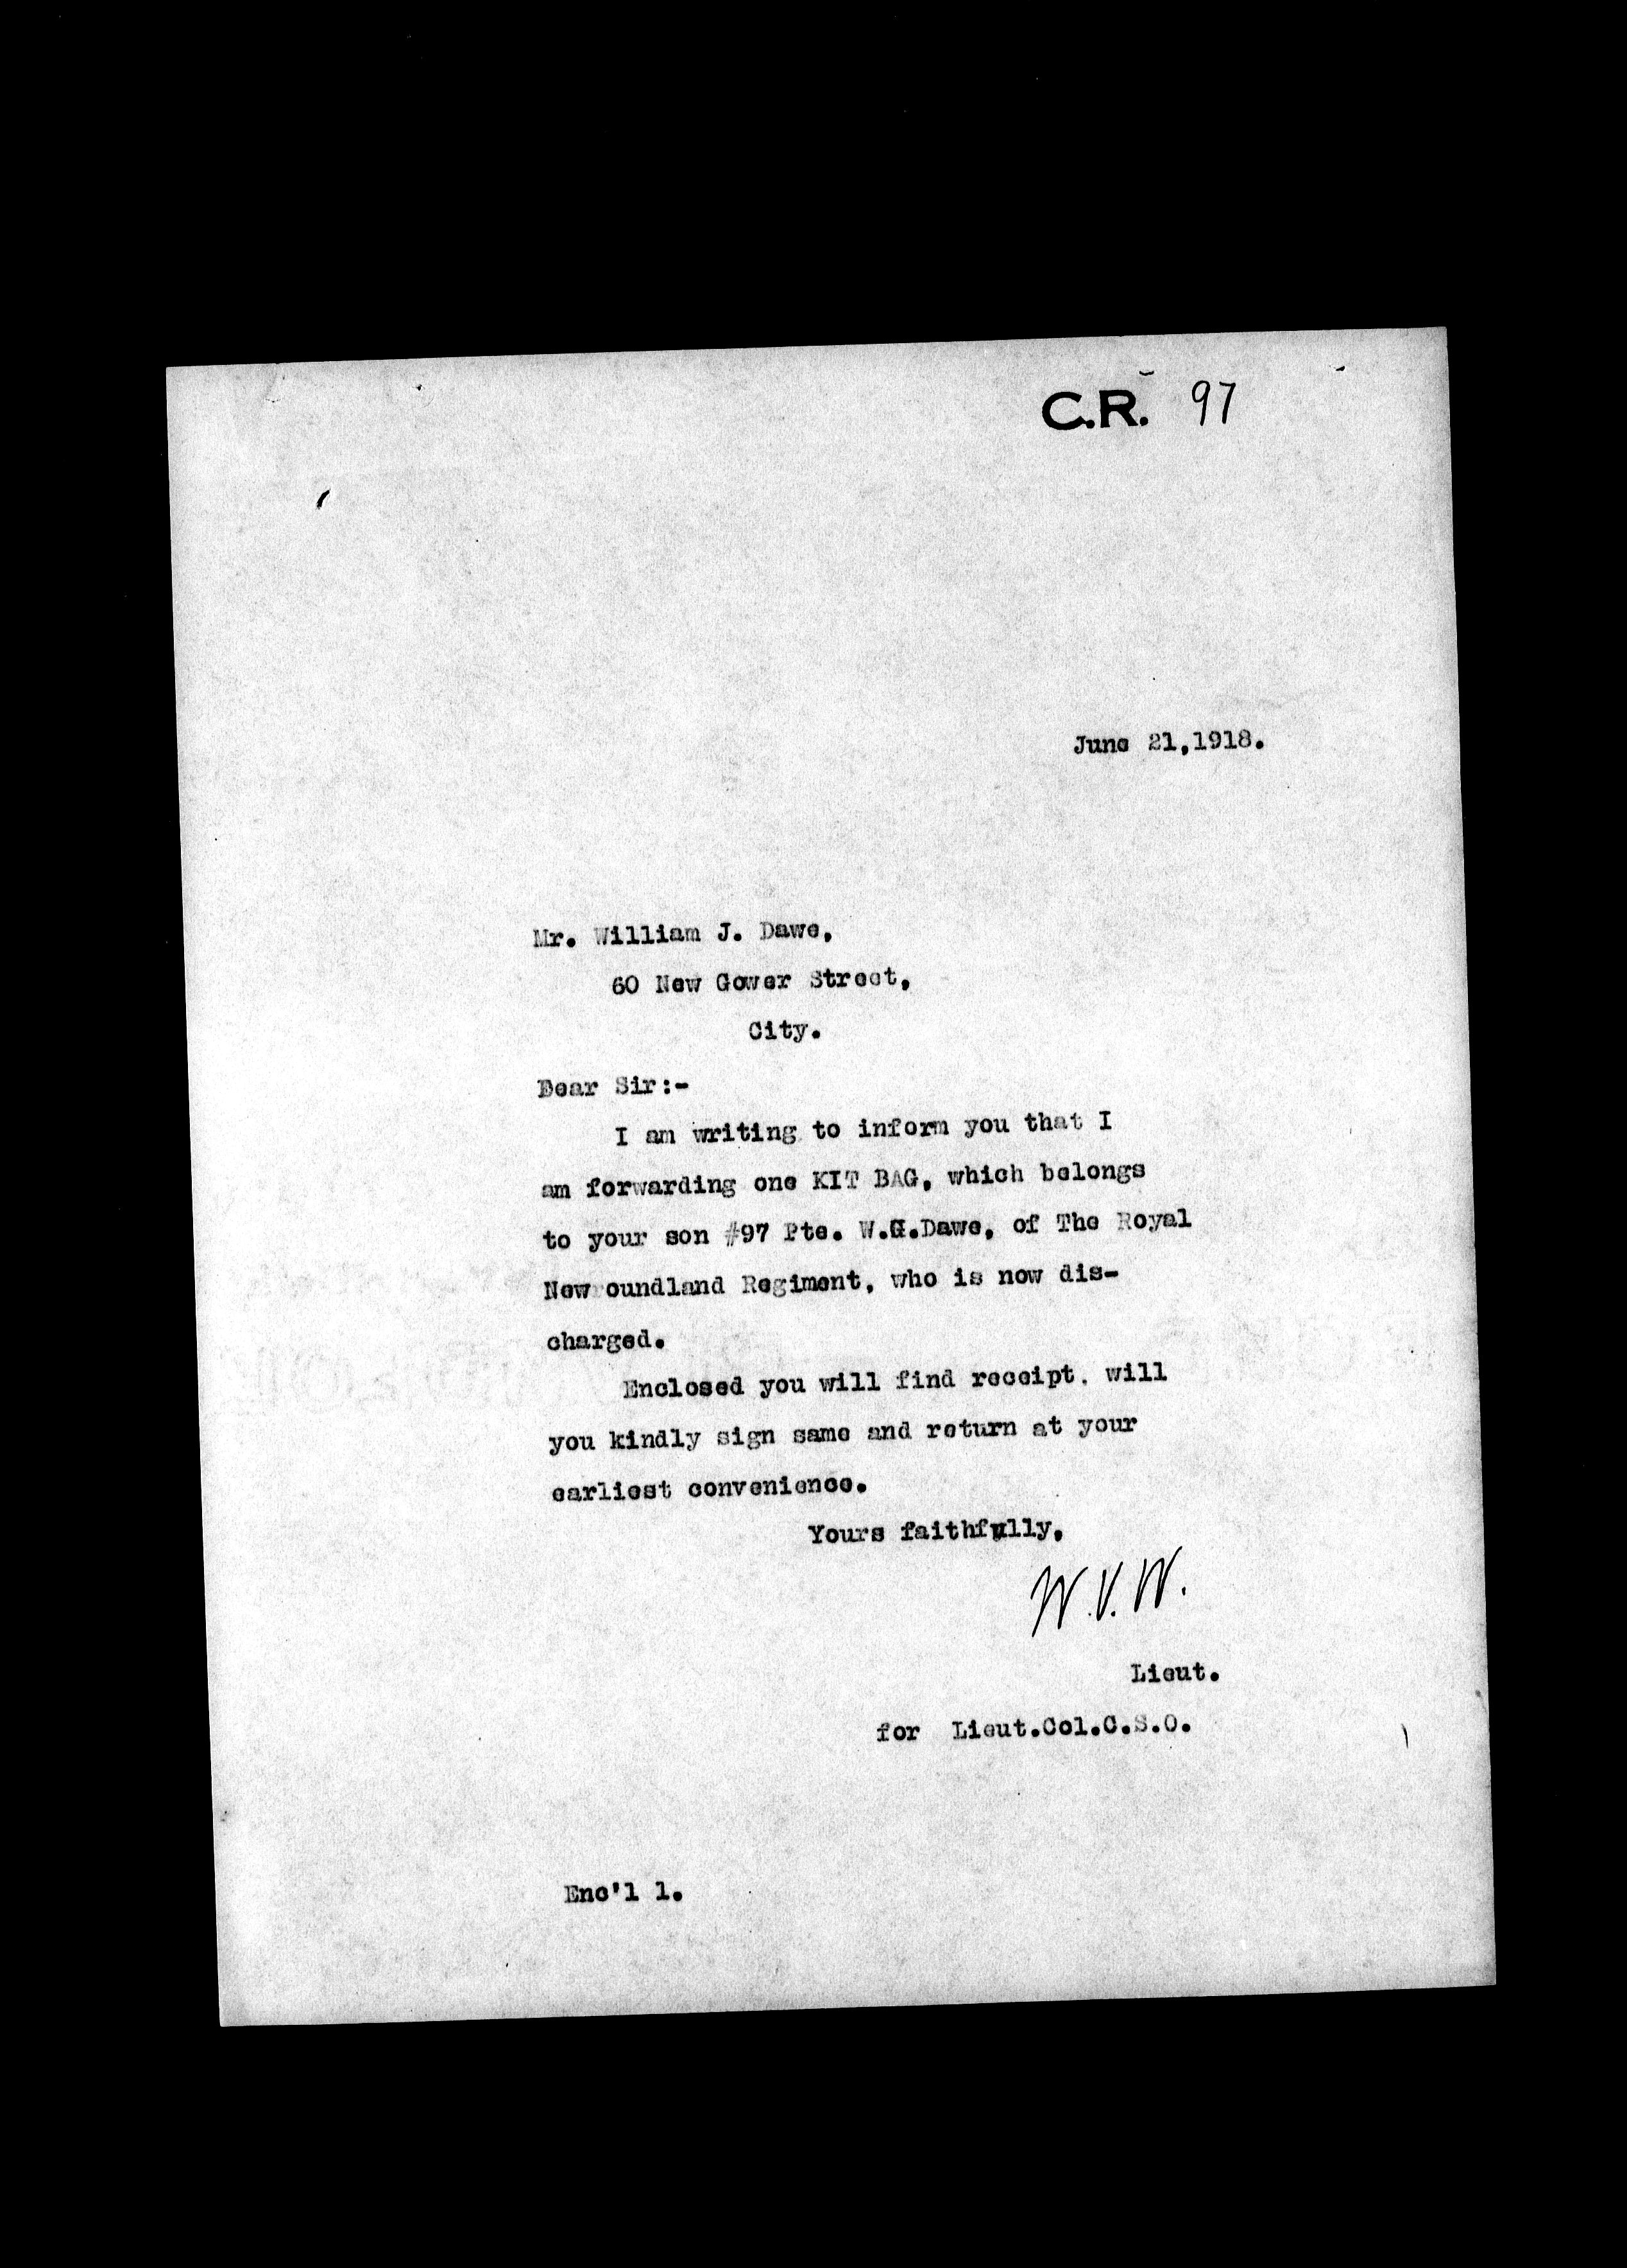 C.R. 97
June 21,1918.
Mr. William J. Dawe,
60 New Gower Street,
City.
Dear Sir:-
I am writing to inform you that I
am forwarding one KIT BAG, which belongs
to your son #97 Pte. W.G.Dawe, of The Royal
New oundland Regiment, who is now dis-
charged.
Enclosed you will find receipt, will
you kindly sign same and return at your
earliest convenience.
Yours faithfully,
W.V.W.
Lieut.
for Lieut.Col.C.S.O.
Enc'l 1.